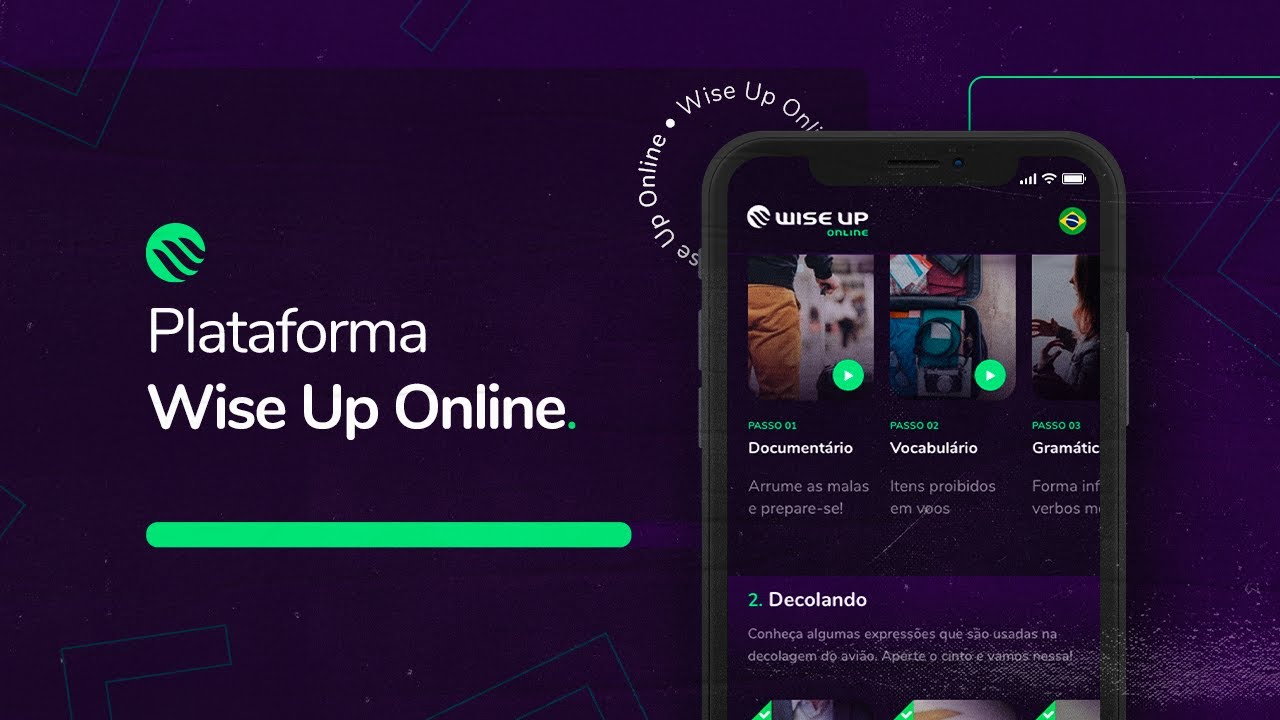 Plataforma
Wise Up Online.
Wise Up Online • Wise Up Onli
WISE UP
ONLINE
PASSO 01
Documentário
Arrume as malas
e prepare-se!
PASSO 02
Vocabulário
Itens proibidos
em voos
PASSO 03
Gramátic
Forma inf
verbos mo
2. Decolando
Conheça algumas expressões que são usadas na
decolagem do avião. Aperte o cinto e vamos nessa!